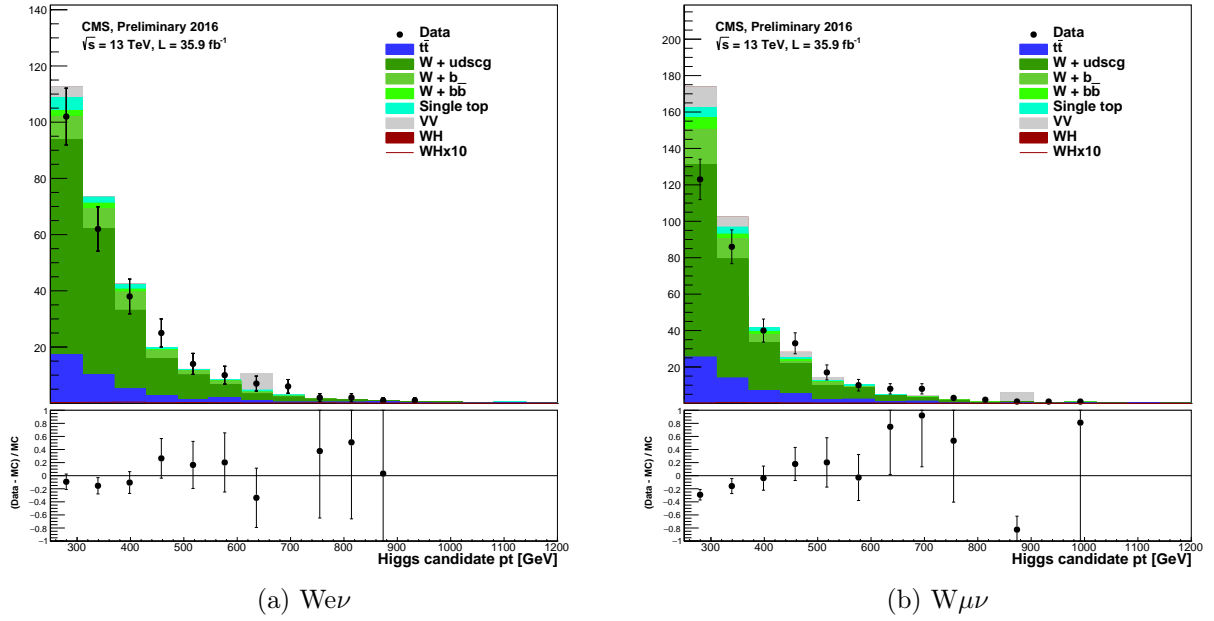 CMS, Preliminary 2016
√s = 13 TeV, L = 35.9 fb⁻¹
Data
tt̄
W + udscg
W + b
W + bb̄
Single top
VV
WH
WHx10
140
120
100
80
60
40
20
(Data - MC) / MC
1
0.8
0.6
0.4
0.2
0
−0.2
−0.4
−0.6
−0.8
−1
300 400 500 600 700 800 900 1000 1100 1200
Higgs candidate pt [GeV]
(a) Weν
CMS, Preliminary 2016
√s = 13 TeV, L = 35.9 fb⁻¹
Data
tt̄
W + udscg
W + b
W + bb̄
Single top
VV
WH
WHx10
200
180
160
140
120
100
80
60
40
20
(Data - MC) / MC
1
0.8
0.6
0.4
0.2
0
−0.2
−0.4
−0.6
−0.8
−1
300 400 500 600 700 800 900 1000 1100 1200
Higgs candidate pt [GeV]
(b) Wμν